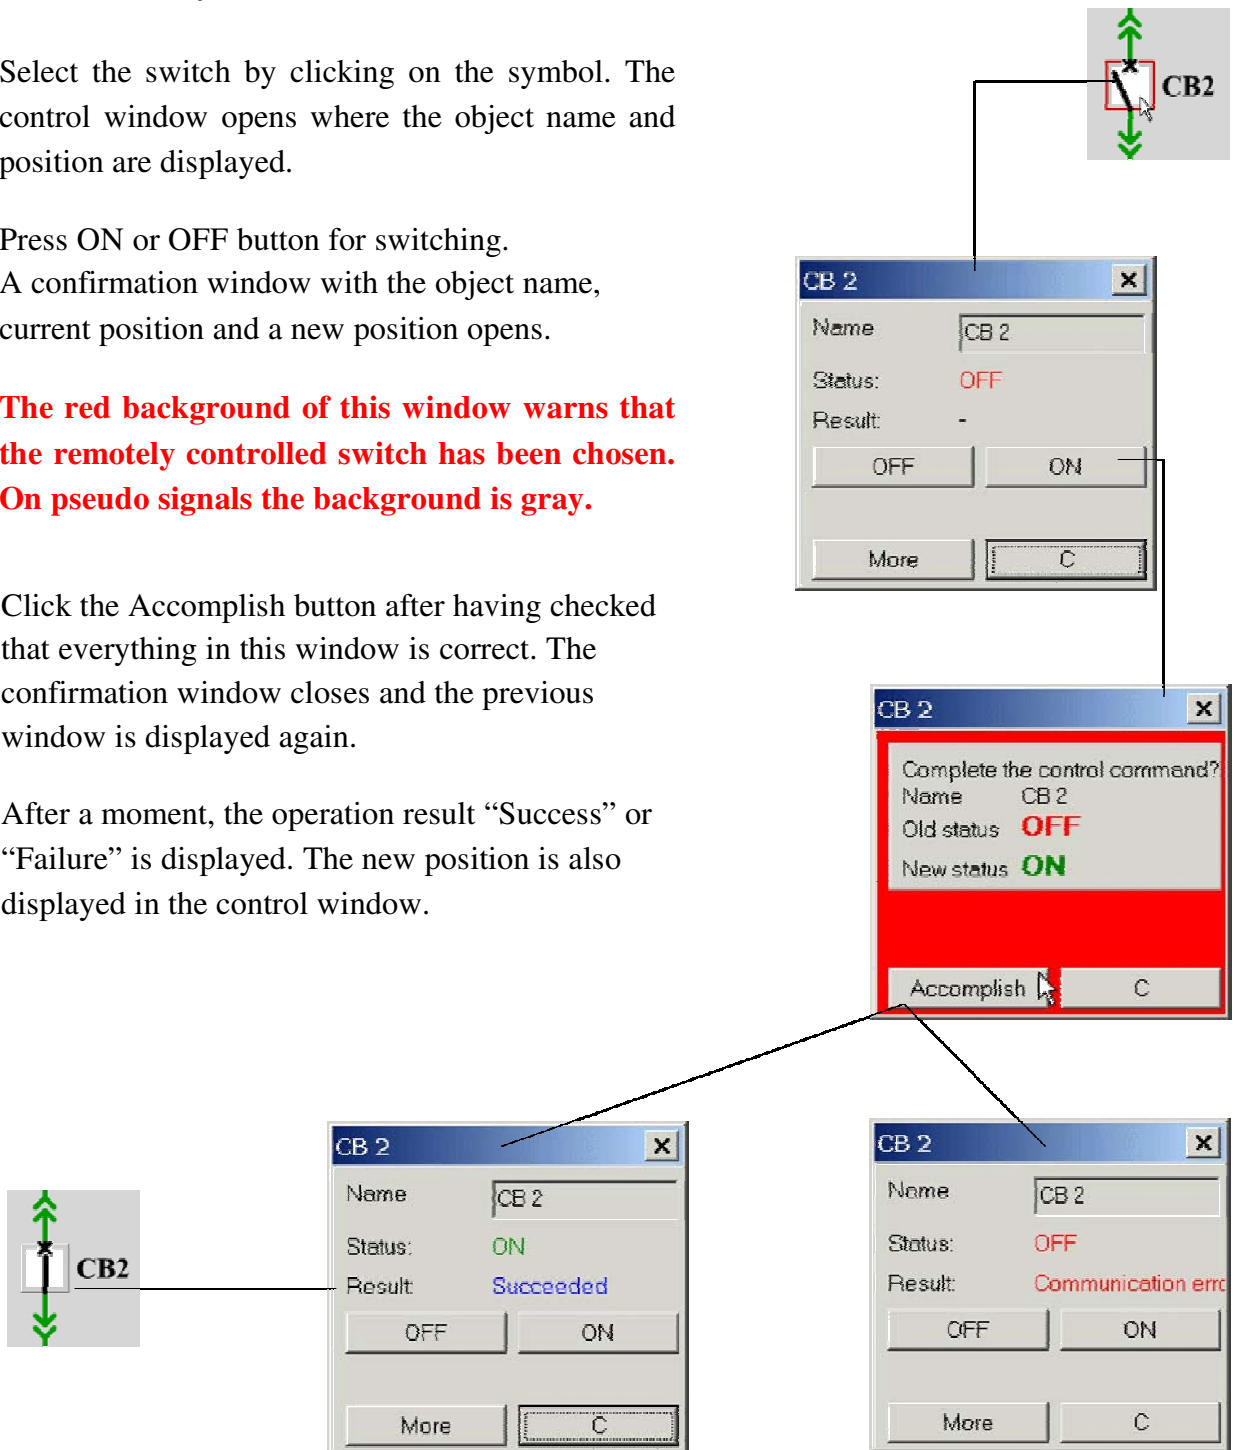 Select the switch by clicking on the symbol. The
control window opens where the object name and
position are displayed.
Press ON or OFF button for switching.
A confirmation window with the object name,
current position and a new position opens.
The red background of this window warns that
the remotely controlled switch has been chosen.
On pseudo signals the background is gray.
Click the Accomplish button after having checked
that everything in this window is correct. The
confirmation window closes and the previous
window is displayed again.
After a moment, the operation result “Success” or
“Failure” is displayed. The new position is also
displayed in the control window.
CB2
CB 2
Name CB 2
Status: OFF
Result: -
OFF ON
More C
CB 2
Complete the control command?
Name CB 2
Old status OFF
New status ON
Accomplish C
CB2
CB 2
Name CB 2
Status: ON
Result: Succeeded
OFF ON
More C
CB 2
Name CB 2
Status: OFF
Result: Communication erro
OFF ON
More C